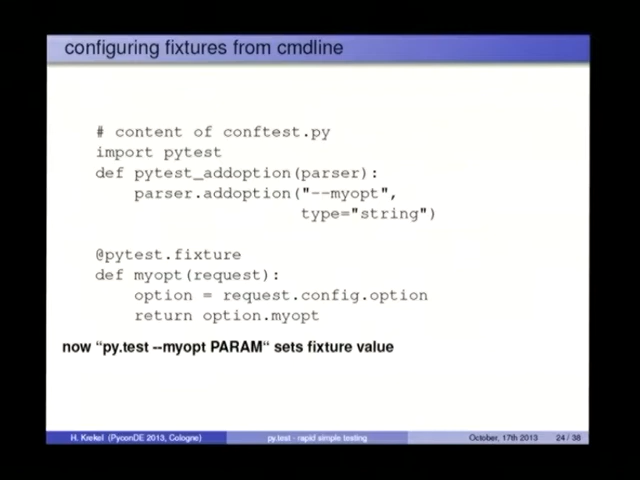 configuring fixtures from cmdline
# content of conftest.py
import pytest
def pytest_addoption(parser):
    parser.addoption("--myopt",
                     type="string")
@pytest.fixture
def myopt(request):
    option = request.config.option
    return option.myopt
now “py.test --myopt PARAM“ sets fixture value
H. Krekel (PyconDE 2013, Cologne)
py.test - rapid simple testing
October, 17th 2013
24 / 38